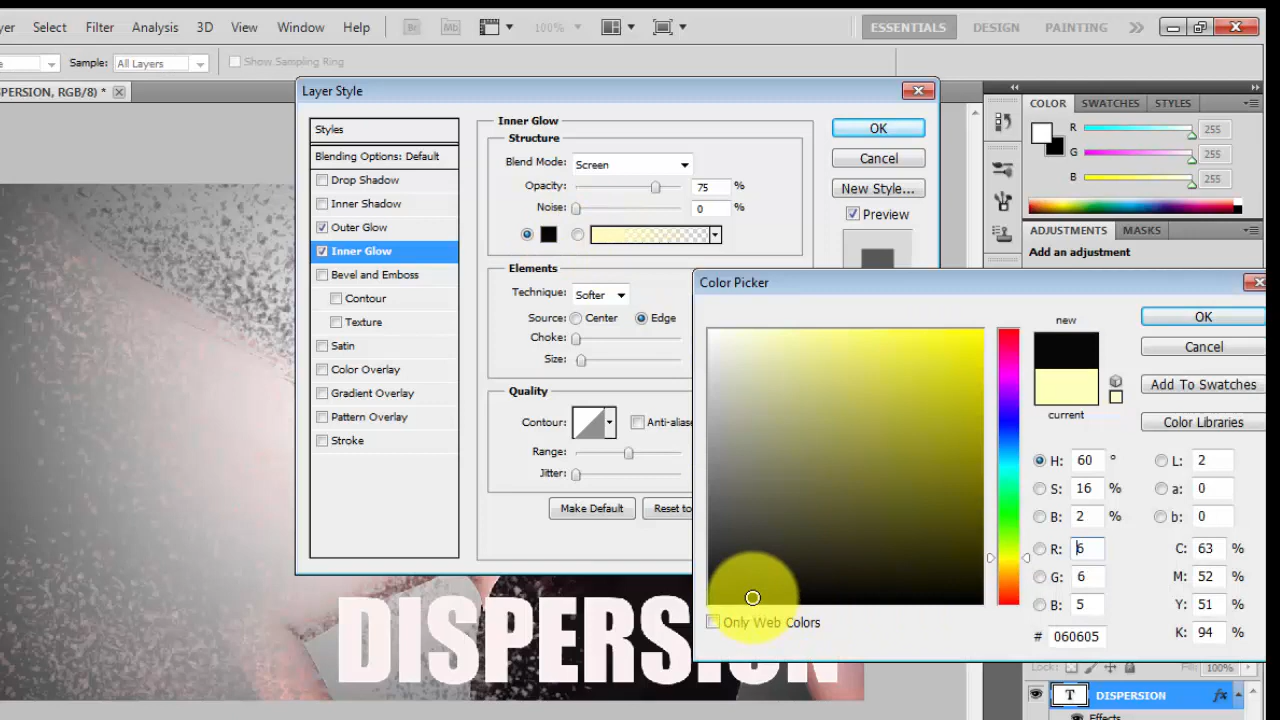 yer Select Filter Analysis 3D View Window Help Br Mb 100% ESSENTIALS DESIGN PAINTING
e Sample: All Layers Show Sampling Ring
PERSION, RGB/8) *
Layer Style
Styles
Blending Options: Default
Drop Shadow
Inner Shadow
Outer Glow
Inner Glow
Bevel and Emboss
Contour
Texture
Satin
Color Overlay
Gradient Overlay
Pattern Overlay
Stroke
Inner Glow
Structure
Blend Mode: Screen
Opacity: 75 %
Noise: 0 %
Elements
Technique: Softer
Source: Center Edge
Choke:
Size:
Quality
Contour: Anti-aliase
Range:
Jitter:
Make Default Reset to
OK
Cancel
New Style...
Preview
COLOR SWATCHES STYLES
R 255
G 255
B 255
ADJUSTMENTS MASKS
Add an adjustment
Color Picker
new
current
OK
Cancel
Add To Swatches
Color Libraries
H: 60 ° L: 2
S: 16 % a: 0
B: 2 % b: 0
R: 6 C: 63 %
G: 6 M: 52 %
B: 5 Y: 51 %
# 060605 K: 94 %
Only Web Colors
DISPERSION
Lock: Fill: 100%
T DISPERSION fx
Effects